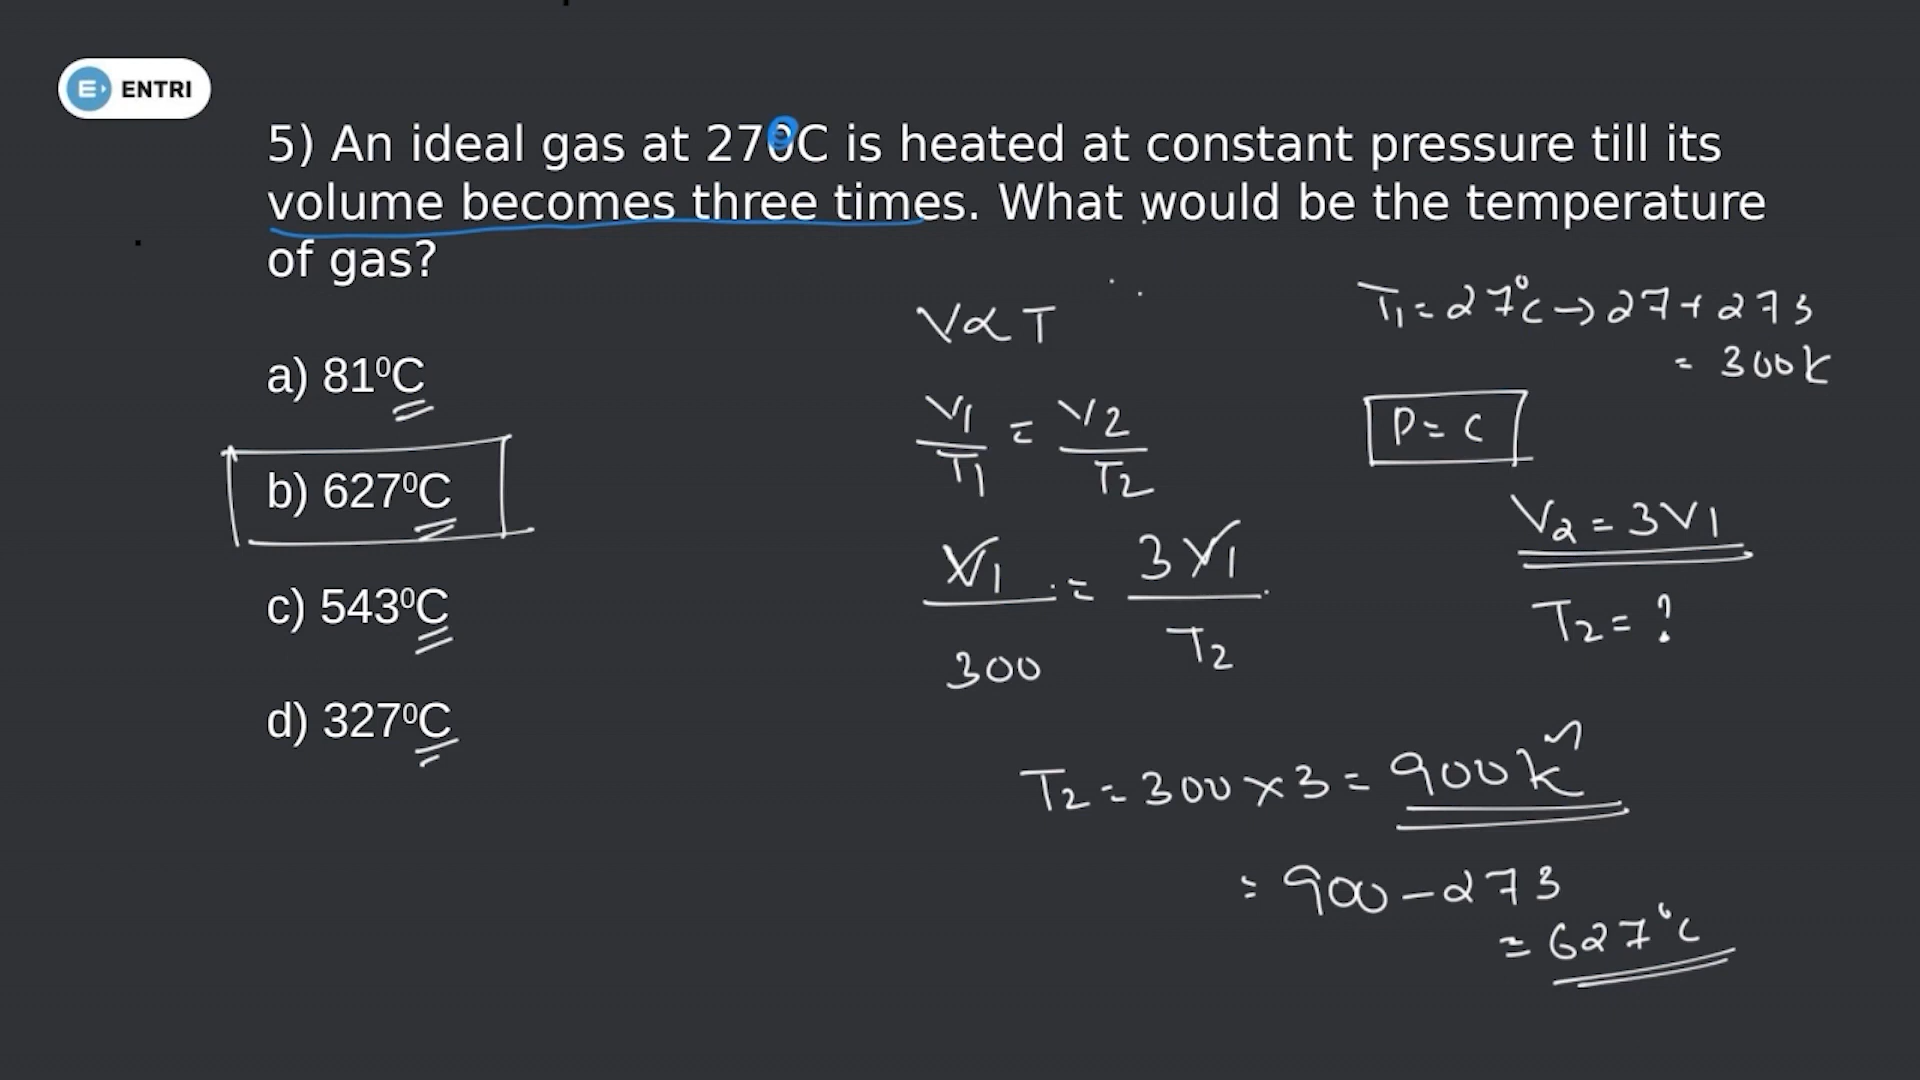 ENTRI
5) An ideal gas at 27⁰C is heated at constant pressure till its
volume becomes three times. What would be the temperature
of gas?
a) 81⁰C
b) 627⁰C
c) 543⁰C
d) 327⁰C
V∝T
V1/T1 = V2/T2
V1/300 = 3V1/T2
T1 = 27°C → 27+273
= 300K
P = C
V2 = 3V1
T2 = ?
T2 = 300×3 = 900K
= 900-273
= 627°C